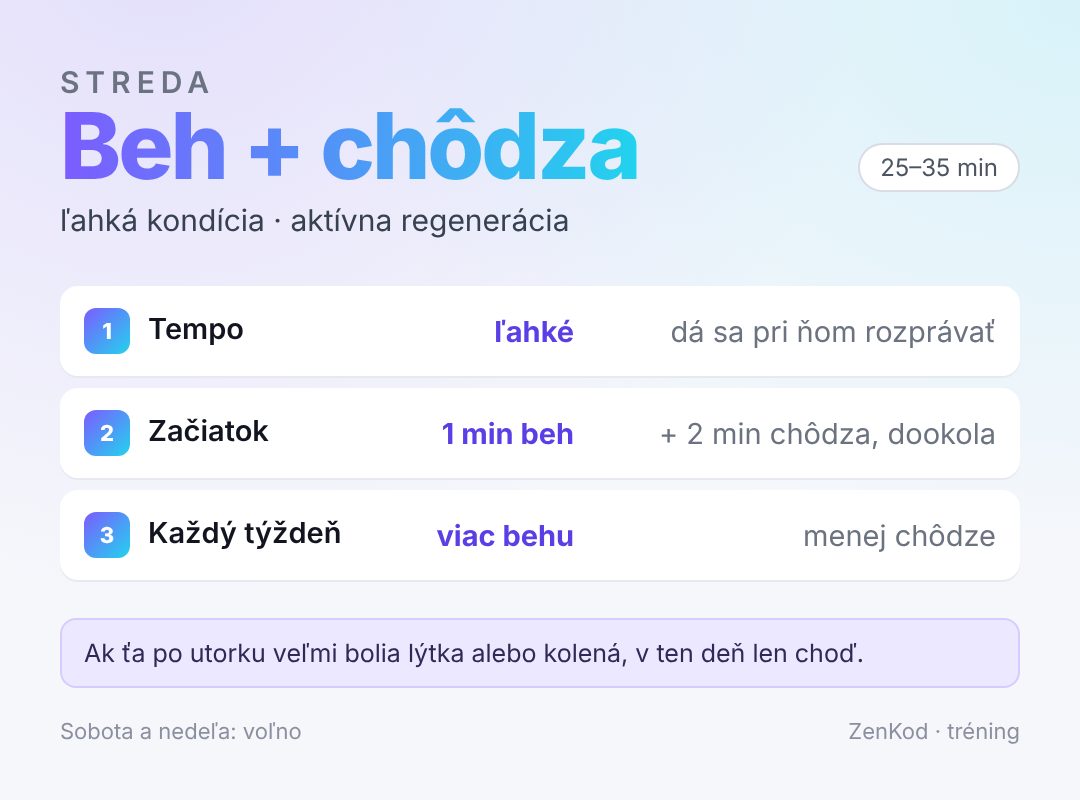 STREDA
Beh + chôdza
25–35 min
ľahká kondícia · aktívna regenerácia
1 Tempo ľahké dá sa pri ňom rozprávať
2 Začiatok 1 min beh + 2 min chôdza, dookola
3 Každý týždeň viac behu menej chôdze
Ak ťa po utorku veľmi bolia lýtka alebo kolená, v ten deň len choď.
Sobota a nedeľa: voľno ZenKod · tréning